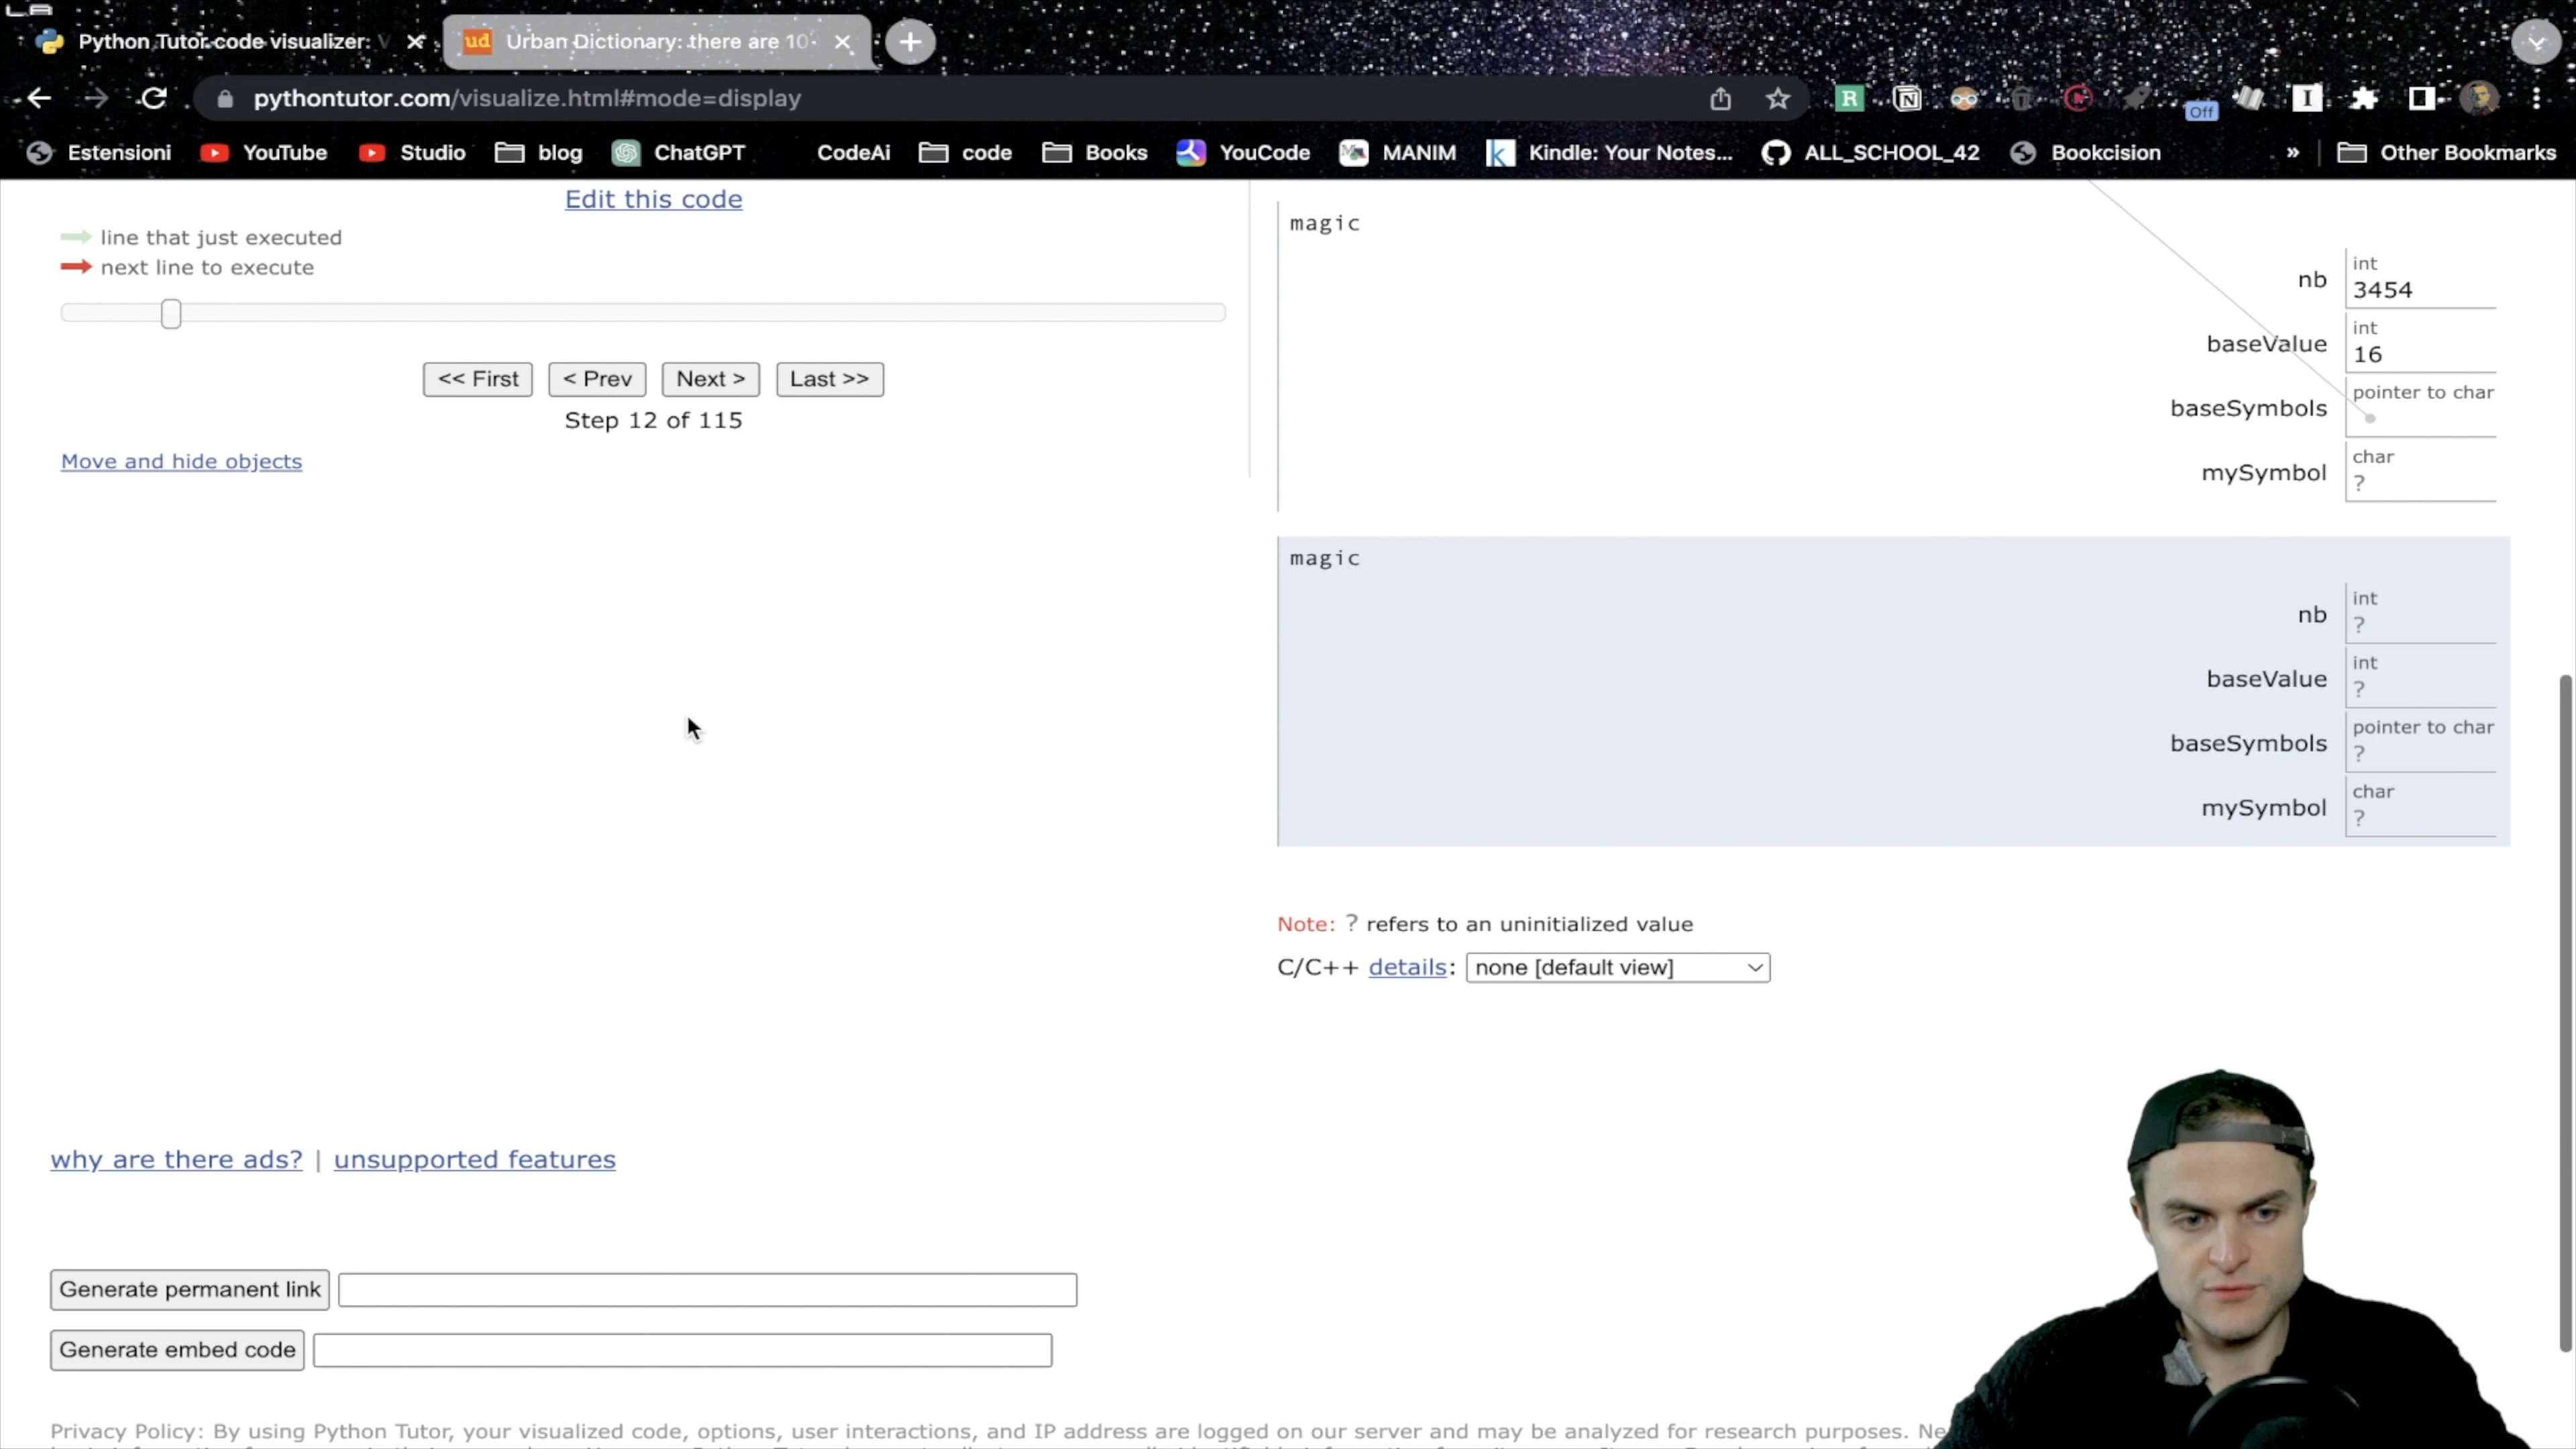 Python Tutor code visualizer: V
Urban Dictionary: there are 10
pythontutor.com/visualize.html#mode=display
Off
Estensioni YouTube Studio blog ChatGPT CodeAi code Books YouCode MANIM Kindle: Your Notes... ALL_SCHOOL_42 Bookcision » Other Bookmarks
Edit this code
line that just executed
next line to execute
<< First < Prev Next > Last >>
Step 12 of 115
Move and hide objects
magic
nb int 3454
baseValue int 16
baseSymbols pointer to char
mySymbol char ?
magic
nb int ?
baseValue int ?
baseSymbols pointer to char ?
mySymbol char ?
Note: ? refers to an uninitialized value
C/C++ details: none [default view]
why are there ads? | unsupported features
Generate permanent link
Generate embed code
Privacy Policy: By using Python Tutor, your visualized code, options, user interactions, and IP address are logged on our server and may be analyzed for research purposes. Ne